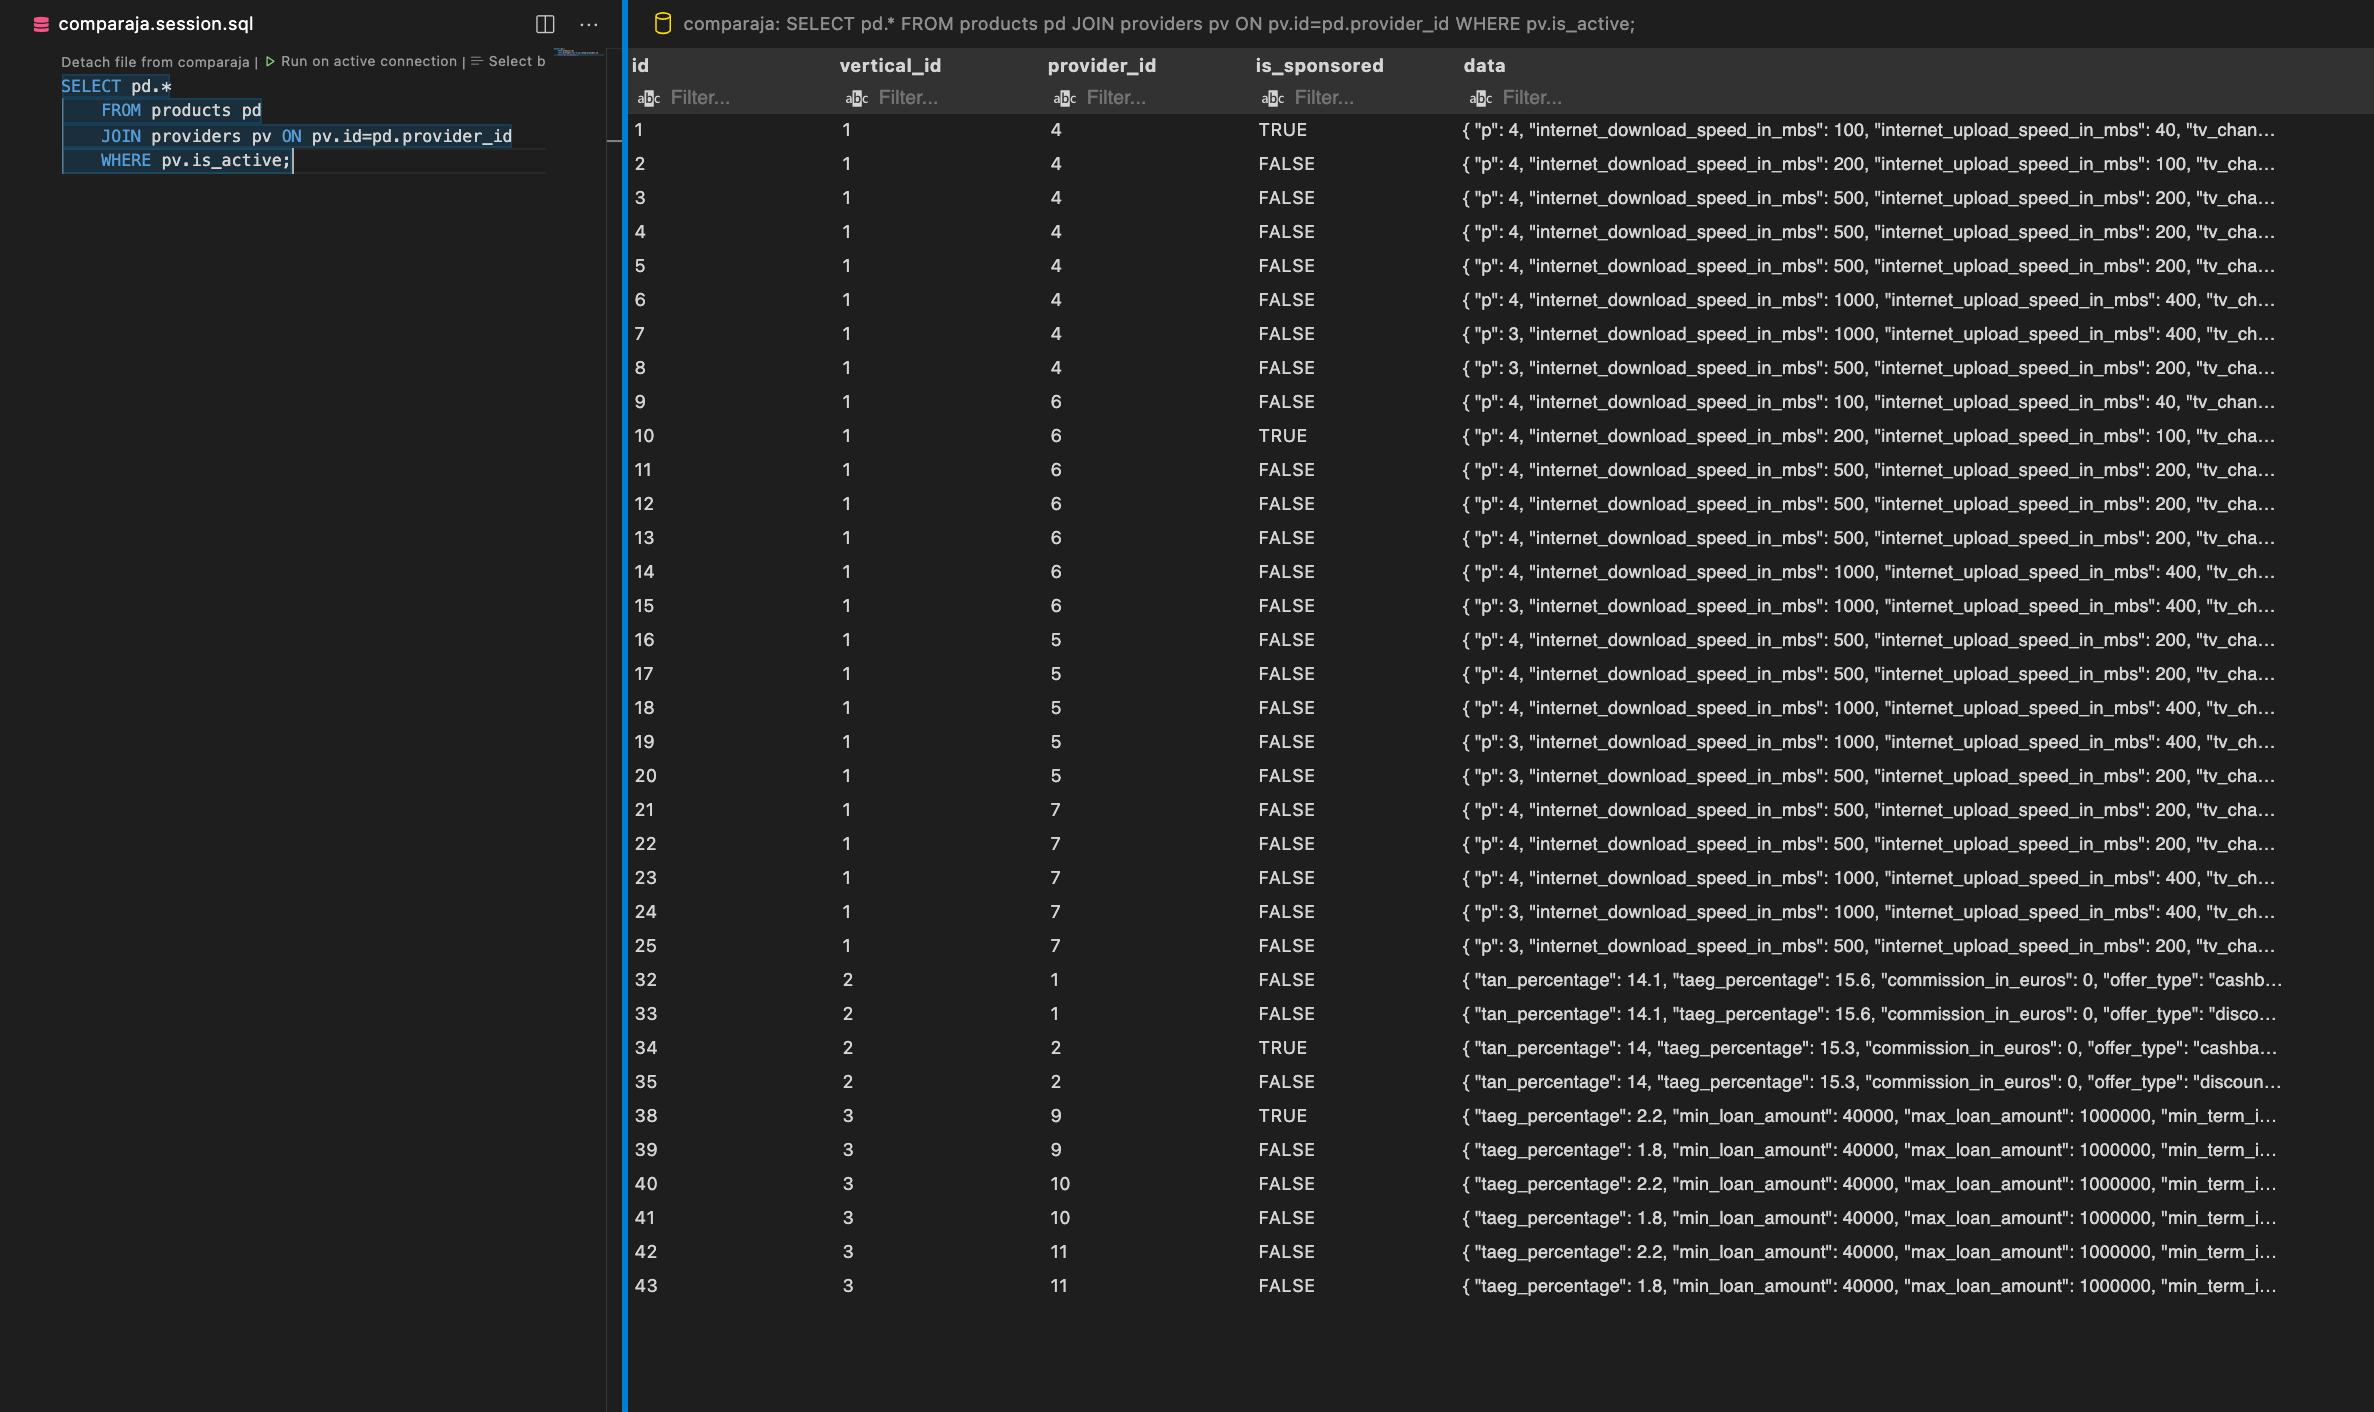 comparaja.session.sql
Detach file from comparaja | Run on active connection | Select b
SELECT pd.*
FROM products pd
JOIN providers pv ON pv.id=pd.provider_id
WHERE pv.is_active;
comparaja: SELECT pd.* FROM products pd JOIN providers pv ON pv.id=pd.provider_id WHERE pv.is_active;
id vertical_id provider_id is_sponsored data
abc Filter... abc Filter... abc Filter... abc Filter... abc Filter...
1 1 4 TRUE { "p": 4, "internet_download_speed_in_mbs": 100, "internet_upload_speed_in_mbs": 40, "tv_chan...
2 1 4 FALSE { "p": 4, "internet_download_speed_in_mbs": 200, "internet_upload_speed_in_mbs": 100, "tv_cha...
3 1 4 FALSE { "p": 4, "internet_download_speed_in_mbs": 500, "internet_upload_speed_in_mbs": 200, "tv_cha...
4 1 4 FALSE { "p": 4, "internet_download_speed_in_mbs": 500, "internet_upload_speed_in_mbs": 200, "tv_cha...
5 1 4 FALSE { "p": 4, "internet_download_speed_in_mbs": 500, "internet_upload_speed_in_mbs": 200, "tv_cha...
6 1 4 FALSE { "p": 4, "internet_download_speed_in_mbs": 1000, "internet_upload_speed_in_mbs": 400, "tv_ch...
7 1 4 FALSE { "p": 3, "internet_download_speed_in_mbs": 1000, "internet_upload_speed_in_mbs": 400, "tv_ch...
8 1 4 FALSE { "p": 3, "internet_download_speed_in_mbs": 500, "internet_upload_speed_in_mbs": 200, "tv_cha...
9 1 6 FALSE { "p": 4, "internet_download_speed_in_mbs": 100, "internet_upload_speed_in_mbs": 40, "tv_chan...
10 1 6 TRUE { "p": 4, "internet_download_speed_in_mbs": 200, "internet_upload_speed_in_mbs": 100, "tv_cha...
11 1 6 FALSE { "p": 4, "internet_download_speed_in_mbs": 500, "internet_upload_speed_in_mbs": 200, "tv_cha...
12 1 6 FALSE { "p": 4, "internet_download_speed_in_mbs": 500, "internet_upload_speed_in_mbs": 200, "tv_cha...
13 1 6 FALSE { "p": 4, "internet_download_speed_in_mbs": 500, "internet_upload_speed_in_mbs": 200, "tv_cha...
14 1 6 FALSE { "p": 4, "internet_download_speed_in_mbs": 1000, "internet_upload_speed_in_mbs": 400, "tv_ch...
15 1 6 FALSE { "p": 3, "internet_download_speed_in_mbs": 1000, "internet_upload_speed_in_mbs": 400, "tv_ch...
16 1 5 FALSE { "p": 4, "internet_download_speed_in_mbs": 500, "internet_upload_speed_in_mbs": 200, "tv_cha...
17 1 5 FALSE { "p": 4, "internet_download_speed_in_mbs": 500, "internet_upload_speed_in_mbs": 200, "tv_cha...
18 1 5 FALSE { "p": 4, "internet_download_speed_in_mbs": 1000, "internet_upload_speed_in_mbs": 400, "tv_ch...
19 1 5 FALSE { "p": 3, "internet_download_speed_in_mbs": 1000, "internet_upload_speed_in_mbs": 400, "tv_ch...
20 1 5 FALSE { "p": 3, "internet_download_speed_in_mbs": 500, "internet_upload_speed_in_mbs": 200, "tv_cha...
21 1 7 FALSE { "p": 4, "internet_download_speed_in_mbs": 500, "internet_upload_speed_in_mbs": 200, "tv_cha...
22 1 7 FALSE { "p": 4, "internet_download_speed_in_mbs": 500, "internet_upload_speed_in_mbs": 200, "tv_cha...
23 1 7 FALSE { "p": 4, "internet_download_speed_in_mbs": 1000, "internet_upload_speed_in_mbs": 400, "tv_ch...
24 1 7 FALSE { "p": 3, "internet_download_speed_in_mbs": 1000, "internet_upload_speed_in_mbs": 400, "tv_ch...
25 1 7 FALSE { "p": 3, "internet_download_speed_in_mbs": 500, "internet_upload_speed_in_mbs": 200, "tv_cha...
32 2 1 FALSE { "tan_percentage": 14.1, "taeg_percentage": 15.6, "commission_in_euros": 0, "offer_type": "cashb...
33 2 1 FALSE { "tan_percentage": 14.1, "taeg_percentage": 15.6, "commission_in_euros": 0, "offer_type": "disco...
34 2 2 TRUE { "tan_percentage": 14, "taeg_percentage": 15.3, "commission_in_euros": 0, "offer_type": "cashba...
35 2 2 FALSE { "tan_percentage": 14, "taeg_percentage": 15.3, "commission_in_euros": 0, "offer_type": "discoun...
38 3 9 TRUE { "taeg_percentage": 2.2, "min_loan_amount": 40000, "max_loan_amount": 1000000, "min_term_i...
39 3 9 FALSE { "taeg_percentage": 1.8, "min_loan_amount": 40000, "max_loan_amount": 1000000, "min_term_i...
40 3 10 FALSE { "taeg_percentage": 2.2, "min_loan_amount": 40000, "max_loan_amount": 1000000, "min_term_i...
41 3 10 FALSE { "taeg_percentage": 1.8, "min_loan_amount": 40000, "max_loan_amount": 1000000, "min_term_i...
42 3 11 FALSE { "taeg_percentage": 2.2, "min_loan_amount": 40000, "max_loan_amount": 1000000, "min_term_i...
43 3 11 FALSE { "taeg_percentage": 1.8, "min_loan_amount": 40000, "max_loan_amount": 1000000, "min_term_i...